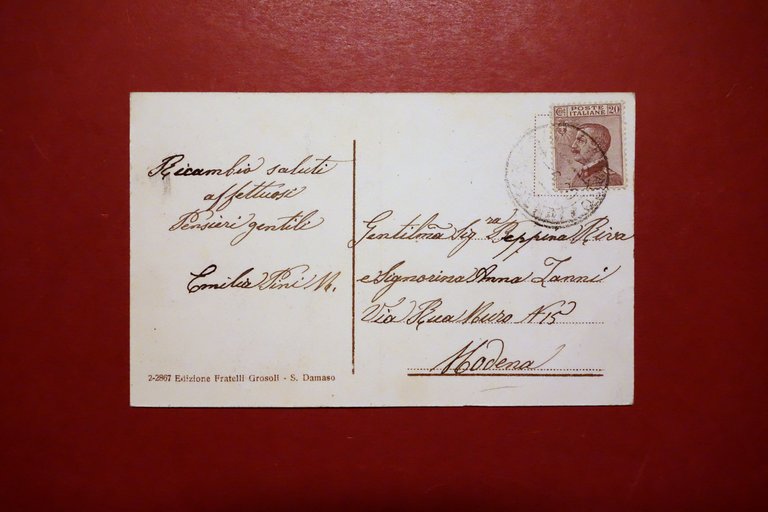 Ricambio saluti
affettuosi
Pensieri gentili
Emilia Pini M.
2-2867 Edizione Fratelli Grosoli - S. Damaso
POSTE
ITALIANE
20
Gentilma Sig.ra Beppina Riva
e Signorina Anna Zanni
Via Rua Muro N 15
Modena